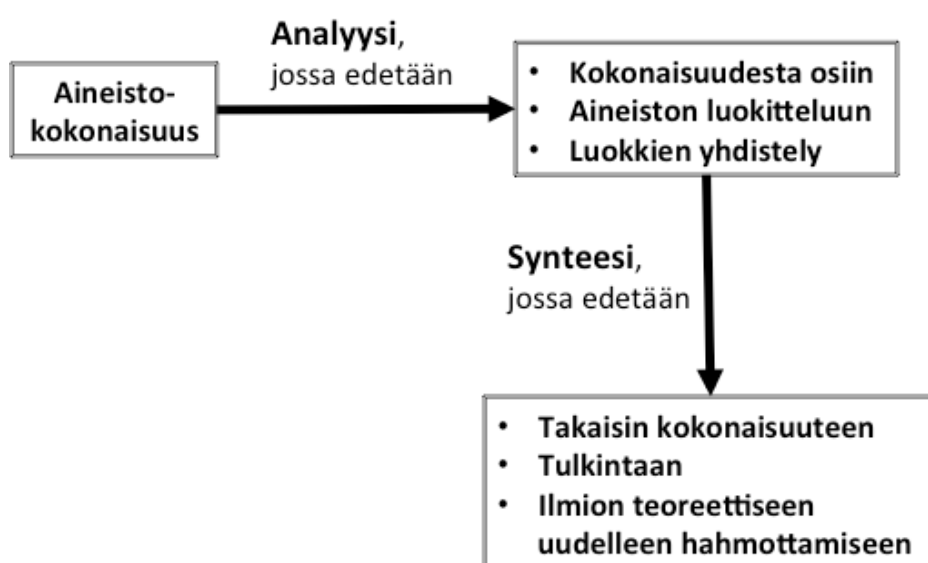 Analyysi,
jossa edetään
Aineisto-
kokonaisuus
• Kokonaisuudesta osiin
• Aineiston luokitteluun
• Luokkien yhdistely
Synteesi,
jossa edetään
• Takaisin kokonaisuuteen
• Tulkintaan
• Ilmion teoreettiseen
uudelleen hahmottamiseen